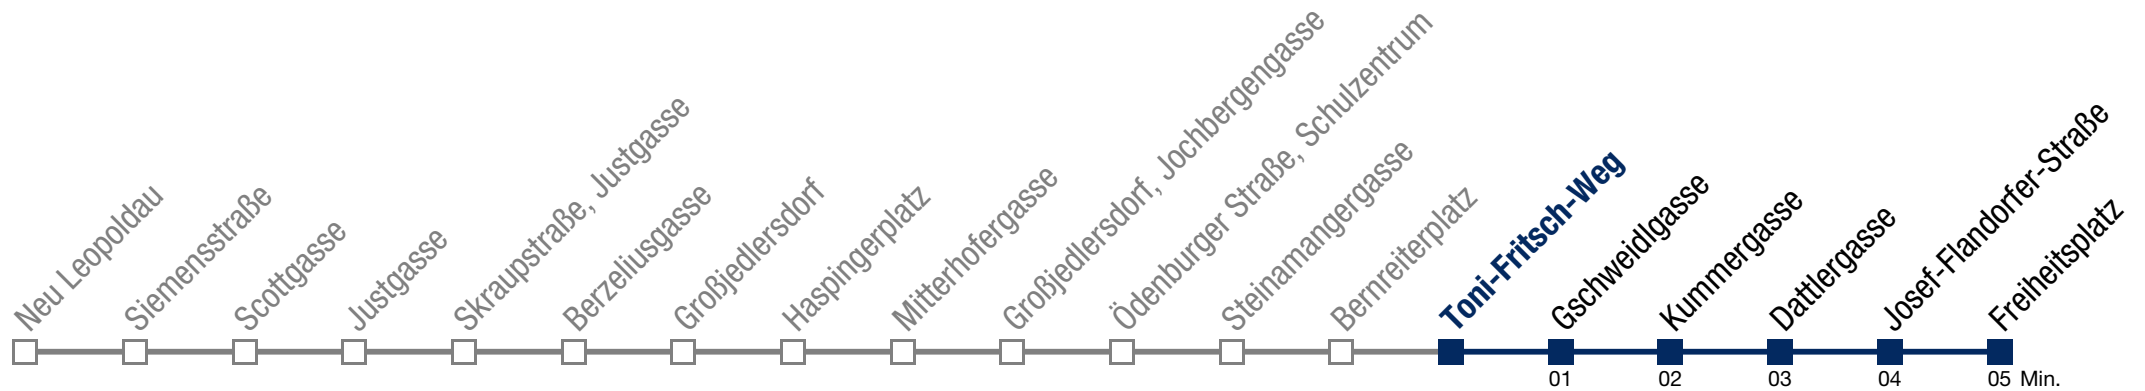 Neu Leopoldau
Siemensstraße
Scottgasse
Justgasse
Skraupstraße, Justgasse
Berzeliusgasse
Großjedlersdorf
Haspingerplatz
Mitterhofergasse
Großjedlersdorf, Jochbergengasse
Ödenburger Straße, Schulzentrum
Steinamangergasse
Bernreiterplatz
Toni-Fritsch-Weg
Gschweidlgasse
Kummergasse
Dattlergasse
Josef-Flandorfer-Straße
Freiheitsplatz
01 02 03 04 05 Min.